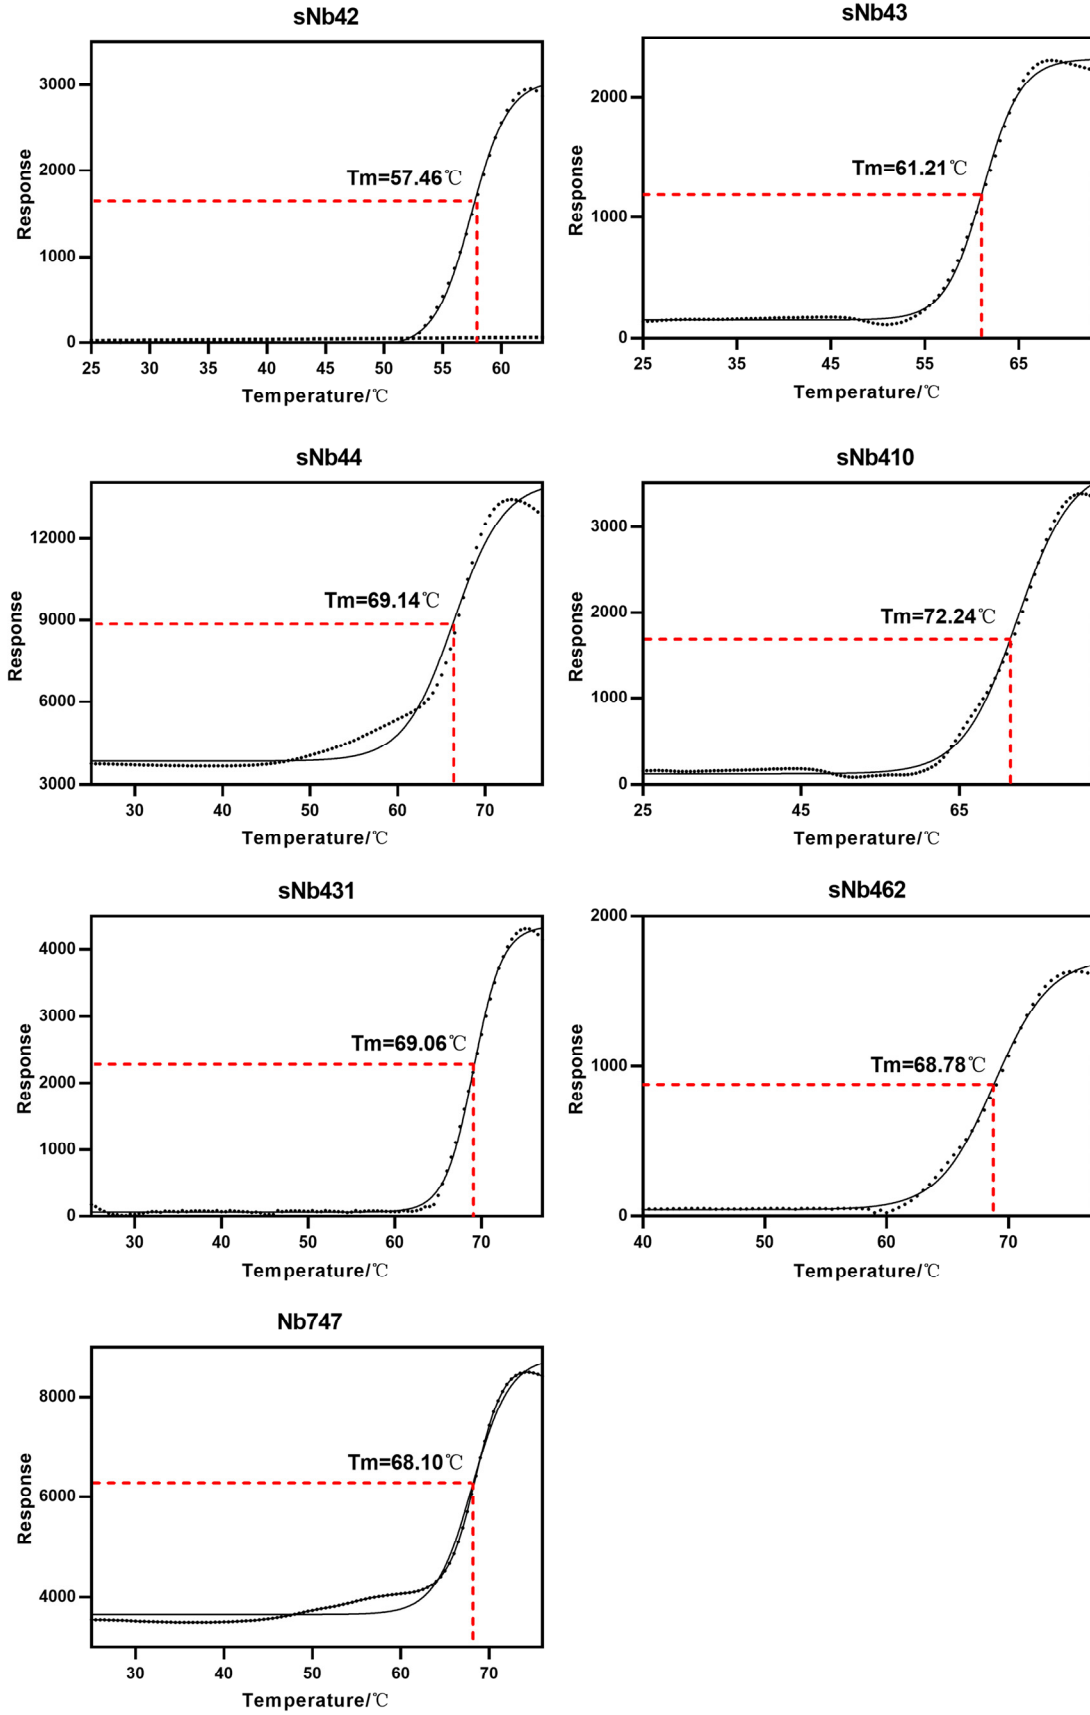 sNb42
3000
2000
1000
0
Response
Tm=57.46℃
25 30 35 40 45 50 55 60
Temperature/℃
sNb43
2000
1000
0
Response
Tm=61.21℃
25 35 45 55 65
Temperature/℃
sNb44
12000
9000
6000
3000
Response
Tm=69.14℃
30 40 50 60 70
Temperature/℃
sNb410
3000
2000
1000
0
Response
Tm=72.24℃
25 45 65
Temperature/℃
sNb431
4000
3000
2000
1000
0
Response
Tm=69.06℃
30 40 50 60 70
Temperature/℃
sNb462
2000
1000
0
Response
Tm=68.78℃
40 50 60 70
Temperature/℃
Nb747
8000
6000
4000
Response
Tm=68.10℃
30 40 50 60 70
Temperature/℃